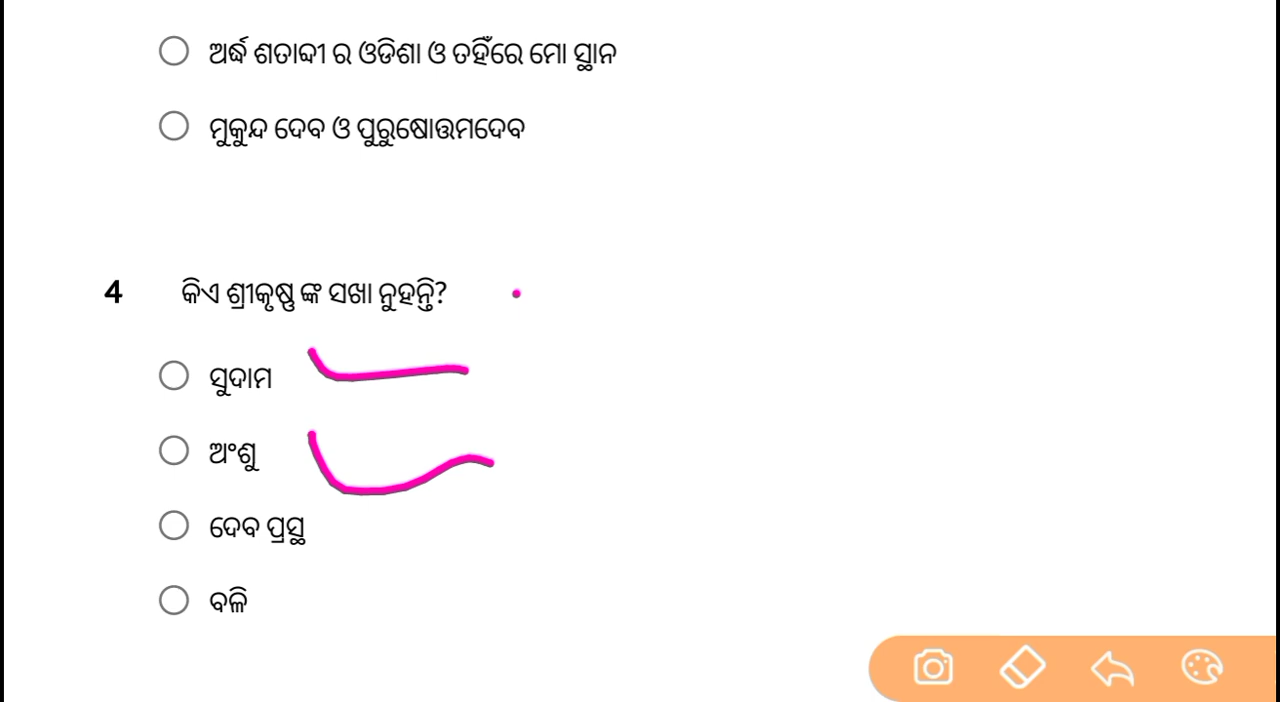 ଅର୍ଦ୍ଧ ଶତାବ୍ଦୀ ର ଓଡିଶା ଓ ତହିଁରେ ମୋ ସ୍ଥାନ
ମୁକୁନ୍ଦ ଦେବ ଓ ପୁରୁଷୋତ୍ତମଦେବ
4 କିଏ ଶ୍ରୀକୃଷ୍ଣ ଙ୍କ ସଖା ନୁହନ୍ତି?
ସୁଦାମ
ଅଂଶୁ
ଦେବ ପ୍ରସ୍ଥ
ବଳି